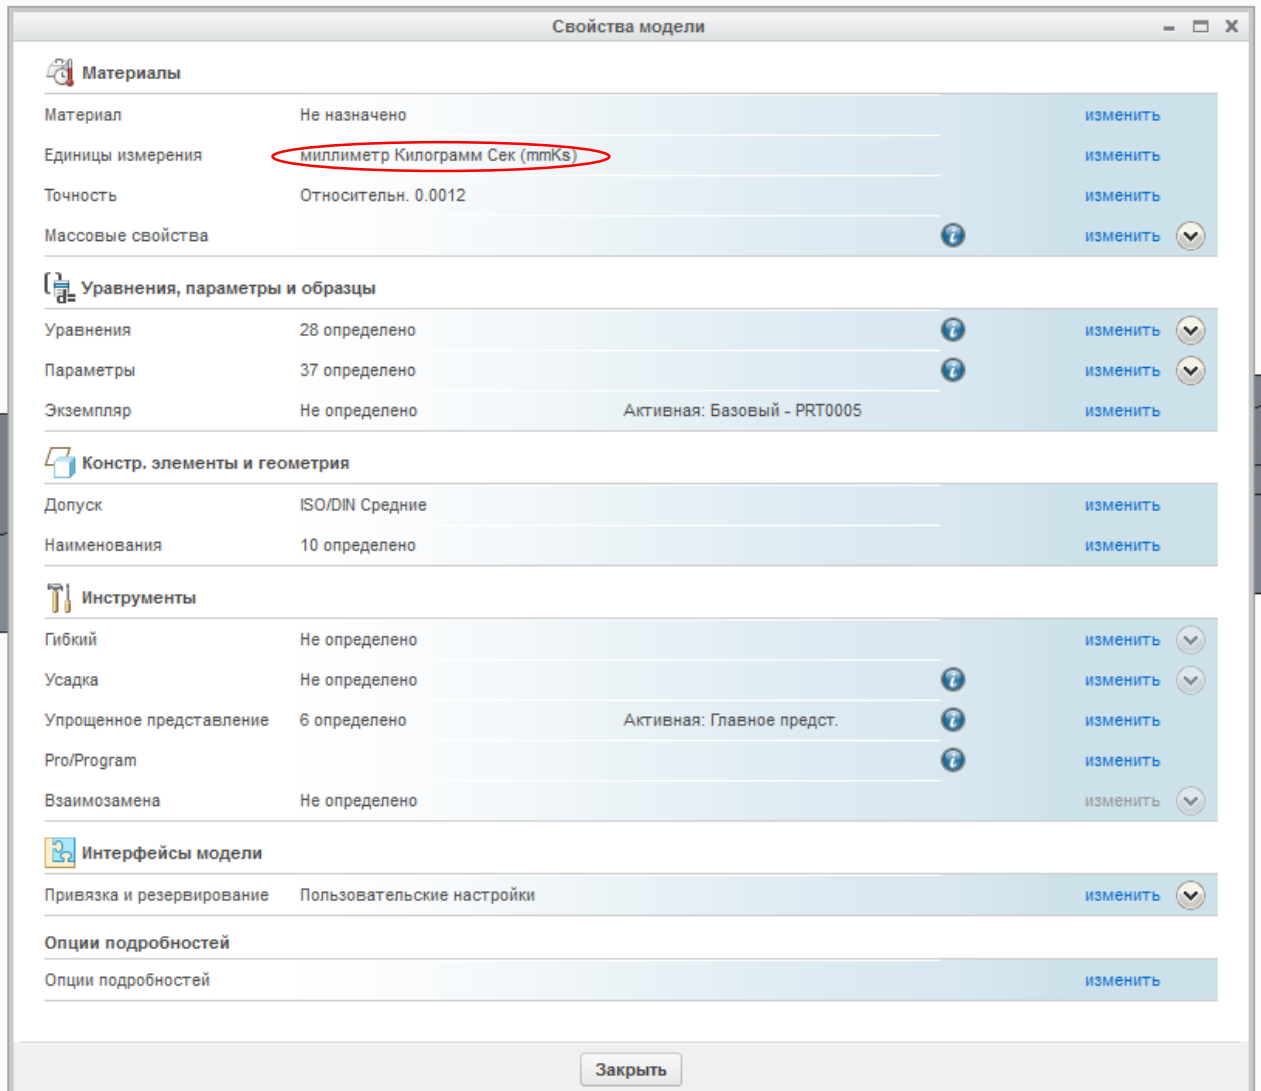 Свойства модели
Материалы
Материал Не назначено изменить
Единицы измерения миллиметр Килограмм Сек (mmKs) изменить
Точность Относительн. 0.0012 изменить
Массовые свойства изменить
Уравнения, параметры и образцы
Уравнения 28 определено изменить
Параметры 37 определено изменить
Экземпляр Не определено Активная: Базовый - PRT0005 изменить
Констр. элементы и геометрия
Допуск ISO/DIN Средние изменить
Наименования 10 определено изменить
Инструменты
Гибкий Не определено изменить
Усадка Не определено изменить
Упрощенное представление 6 определено Активная: Главное предст. изменить
Pro/Program изменить
Взаимозамена Не определено изменить
Интерфейсы модели
Привязка и резервирование Пользовательские настройки изменить
Опции подробностей
Опции подробностей изменить
Закрыть